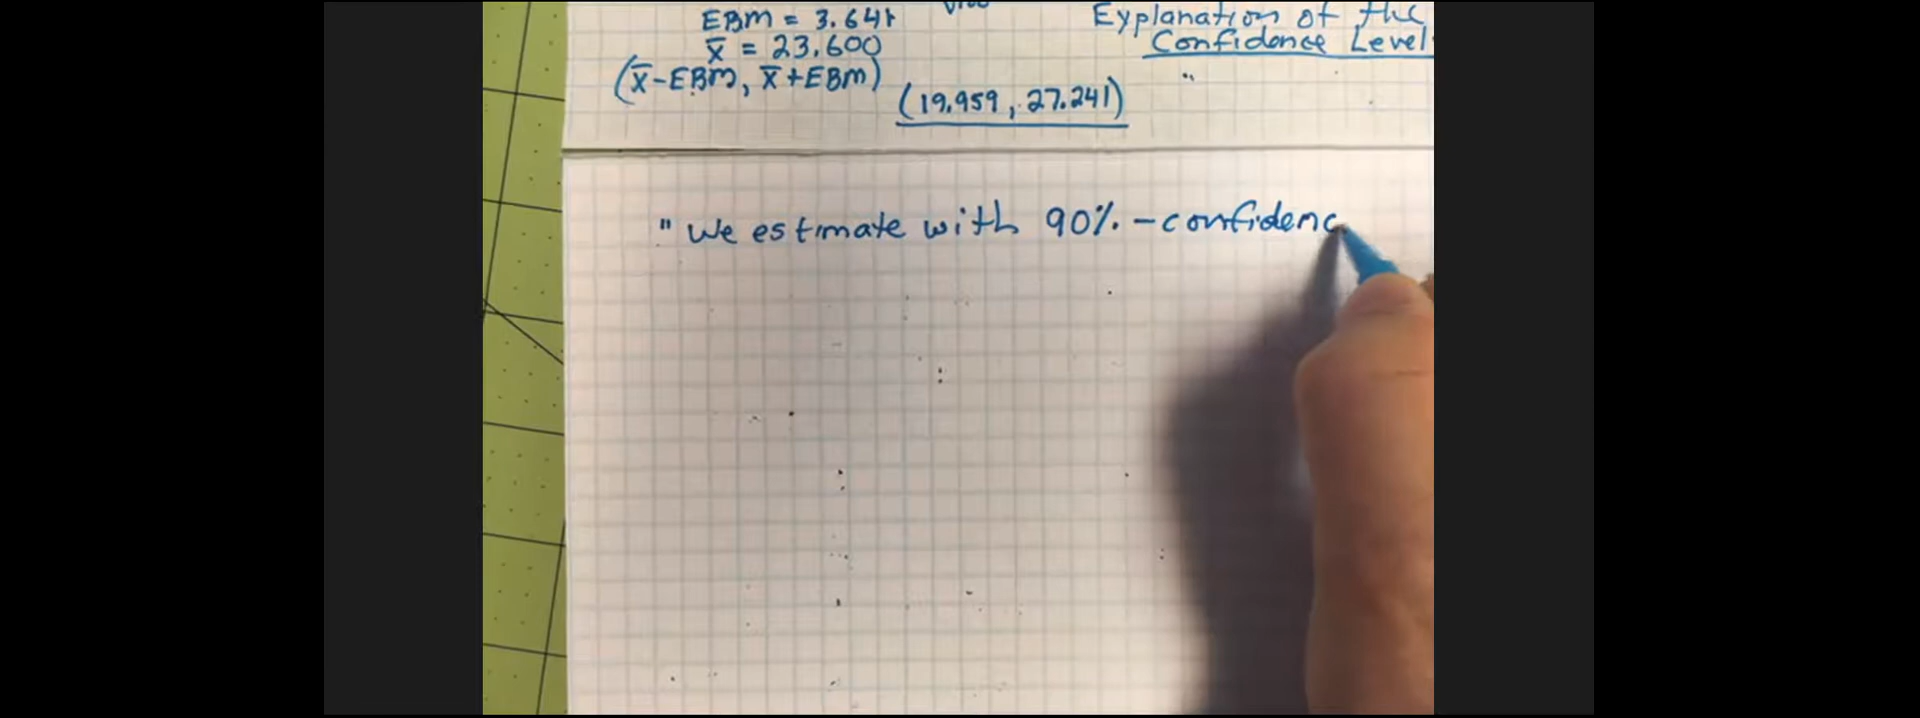 EBM = 3.641
x̄ = 23.600
(x̄-EBM, x̄+EBM)
(19.959, 27.241)
Explanation of the
Confidence Level
"
" We estimate with 90% - confidenc